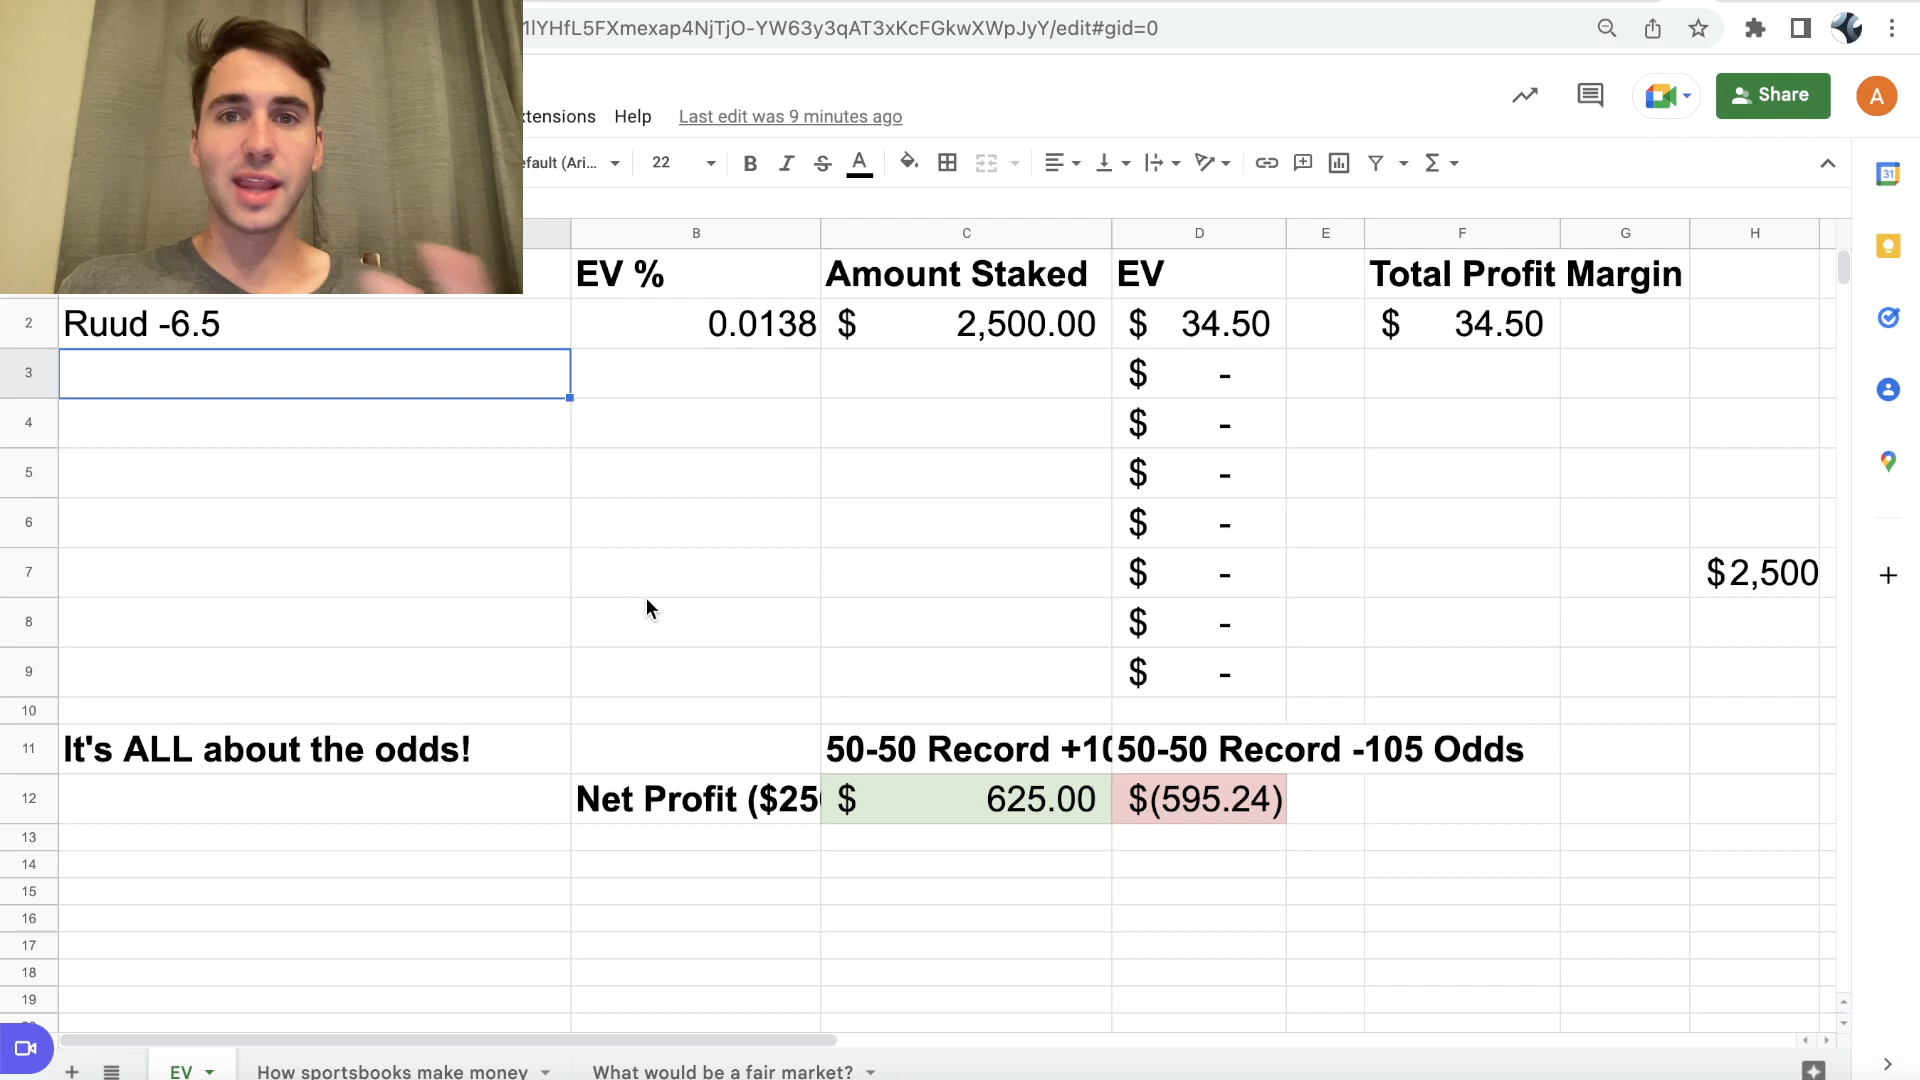 1lYHfL5FXmexap4NjTjO-YW63y3qAT3xKcFGkwXWpJyY/edit#gid=0
xtensions Help Last edit was 9 minutes ago
Share
A
efault (Ari... 22 B I S A
31
B C D E F G H
EV % Amount Staked EV Total Profit Margin
2 Ruud -6.5 0.0138 $ 2,500.00 $ 34.50 $ 34.50
3 $ -
4 $ -
5 $ -
6 $ -
7 $ - $2,500
8 $ -
9 $ -
10
11 It's ALL about the odds! 50-50 Record +10 50-50 Record -105 Odds
12 Net Profit ($25 $ 625.00 $(595.24)
13
14
15
16
17
18
19
EV How sportsbooks make money What would be a fair market?